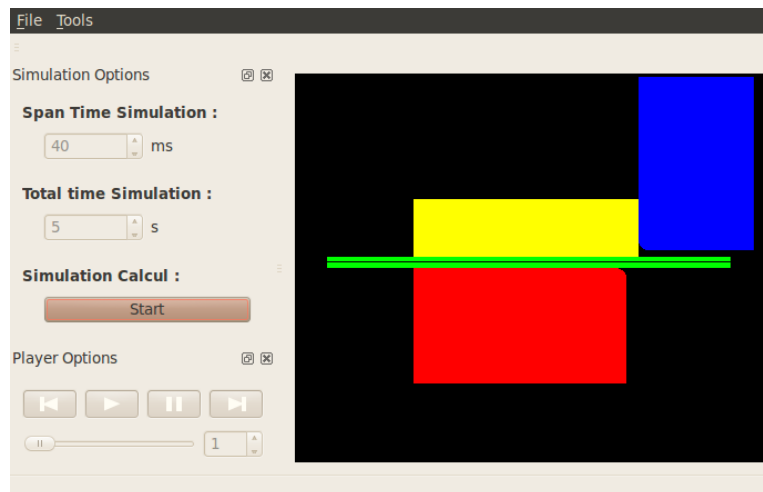 File Tools
Simulation Options
Span Time Simulation :
40 ms
Total time Simulation :
5 s
Simulation Calcul :
Start
Player Options
1